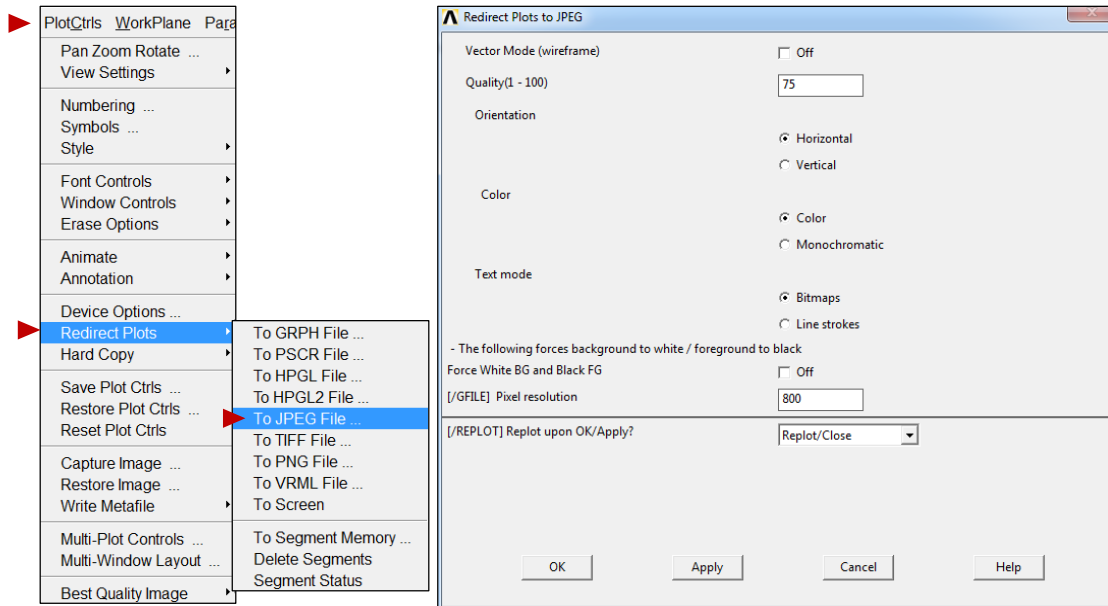 PlotCtrls WorkPlane Para
Pan Zoom Rotate ...
View Settings
Numbering ...
Symbols ...
Style
Font Controls
Window Controls
Erase Options
Animate
Annotation
Device Options ...
Redirect Plots
Hard Copy
Save Plot Ctrls ...
Restore Plot Ctrls ...
Reset Plot Ctrls
Capture Image ...
Restore Image ...
Write Metafile
Multi-Plot Controls ...
Multi-Window Layout ...
Best Quality Image
To GRPH File ...
To PSCR File ...
To HPGL File ...
To HPGL2 File ...
To JPEG File ...
To TIFF File ...
To PNG File ...
To VRML File ...
To Screen
To Segment Memory ...
Delete Segments
Segment Status
Redirect Plots to JPEG
Vector Mode (wireframe) Off
Quality(1 - 100) 75
Orientation
Horizontal
Vertical
Color
Color
Monochromatic
Text mode
Bitmaps
Line strokes
- The following forces background to white / foreground to black
Force White BG and Black FG Off
[/GFILE] Pixel resolution 800
[/REPLOT] Replot upon OK/Apply? Replot/Close
OK Apply Cancel Help